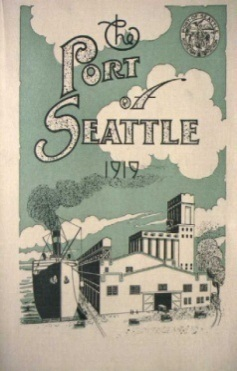 The
PORT
of
SEATTLE
1919